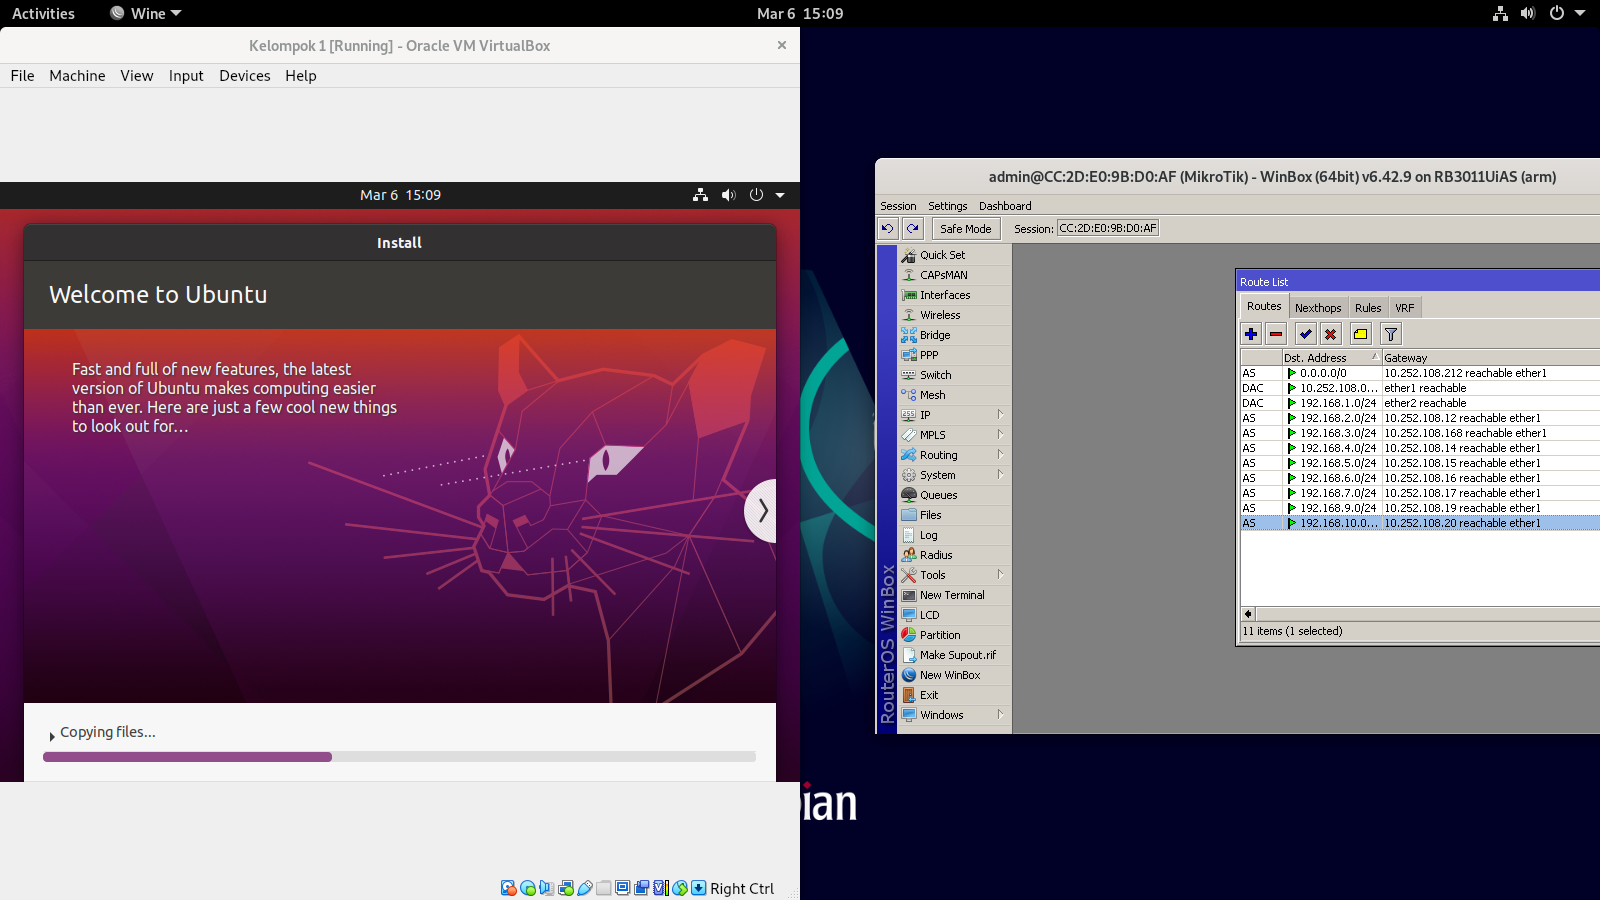 Activities
Wine
Mar 6  15:09
Kelompok 1 [Running] - Oracle VM VirtualBox
File  Machine  View  Input  Devices  Help
Mar 6  15:09
Install
Welcome to Ubuntu
Fast and full of new features, the latest
version of Ubuntu makes computing easier
than ever. Here are just a few cool new things
to look out for...
Copying files...
Right Ctrl
admin@CC:2D:E0:9B:D0:AF (MikroTik) - WinBox (64bit) v6.42.9 on RB3011UiAS (arm)
Session  Settings  Dashboard
Safe Mode  Session: CC:2D:E0:9B:D0:AF
Quick Set
CAPsMAN
Interfaces
Wireless
Bridge
PPP
Switch
Mesh
IP
MPLS
Routing
System
Queues
Files
Log
Radius
Tools
New Terminal
LCD
Partition
Make Supout.rif
New WinBox
Exit
Windows
RouterOS WinBox
Route List
Routes  Nexthops  Rules  VRF
Dst. Address  Gateway
AS  0.0.0.0/0  10.252.108.212 reachable ether1
DAC  10.252.108.0...  ether1 reachable
DAC  192.168.1.0/24  ether2 reachable
AS  192.168.2.0/24  10.252.108.12 reachable ether1
AS  192.168.3.0/24  10.252.108.168 reachable ether1
AS  192.168.4.0/24  10.252.108.14 reachable ether1
AS  192.168.5.0/24  10.252.108.15 reachable ether1
AS  192.168.6.0/24  10.252.108.16 reachable ether1
AS  192.168.7.0/24  10.252.108.17 reachable ether1
AS  192.168.9.0/24  10.252.108.19 reachable ether1
AS  192.168.10.0...  10.252.108.20 reachable ether1
11 items (1 selected)
ian